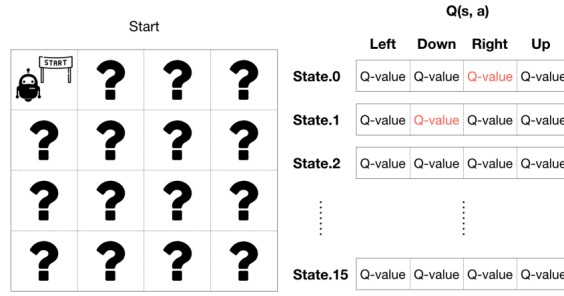 Start
START
Q(s, a)
Left Down Right Up
State.0 Q-value Q-value Q-value Q-value
State.1 Q-value Q-value Q-value Q-value
State.2 Q-value Q-value Q-value Q-value
State.15 Q-value Q-value Q-value Q-value
? ? ?
? ? ? ?
? ? ? ?
? ? ? ?